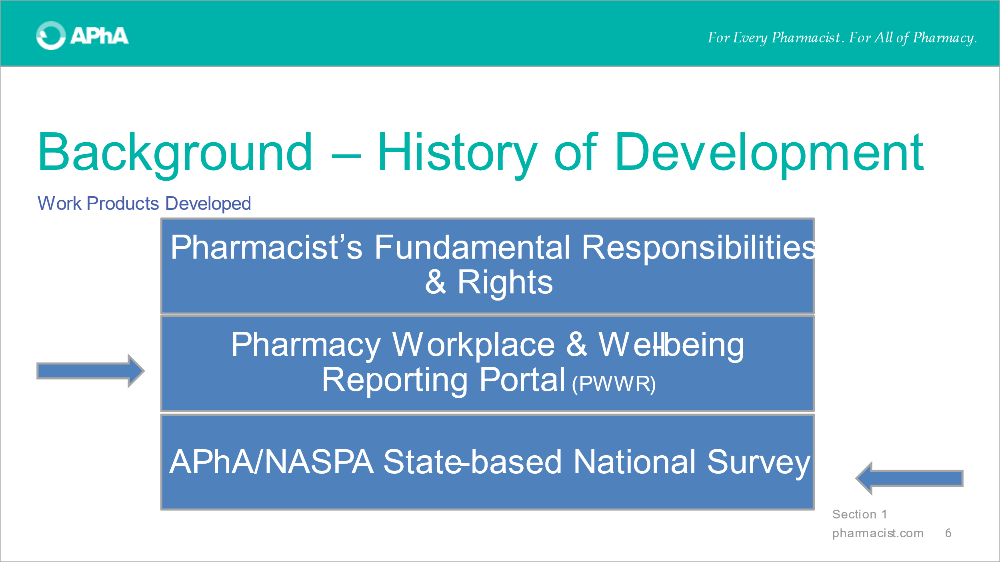 APhA
For Every Pharmacist. For All of Pharmacy.
Background – History of Development
Work Products Developed
Pharmacist’s Fundamental Responsibilities
& Rights
Pharmacy Workplace & Well-being
Reporting Portal (PWWR)
APhA/NASPA State-based National Survey
Section 1
pharmacist.com 6